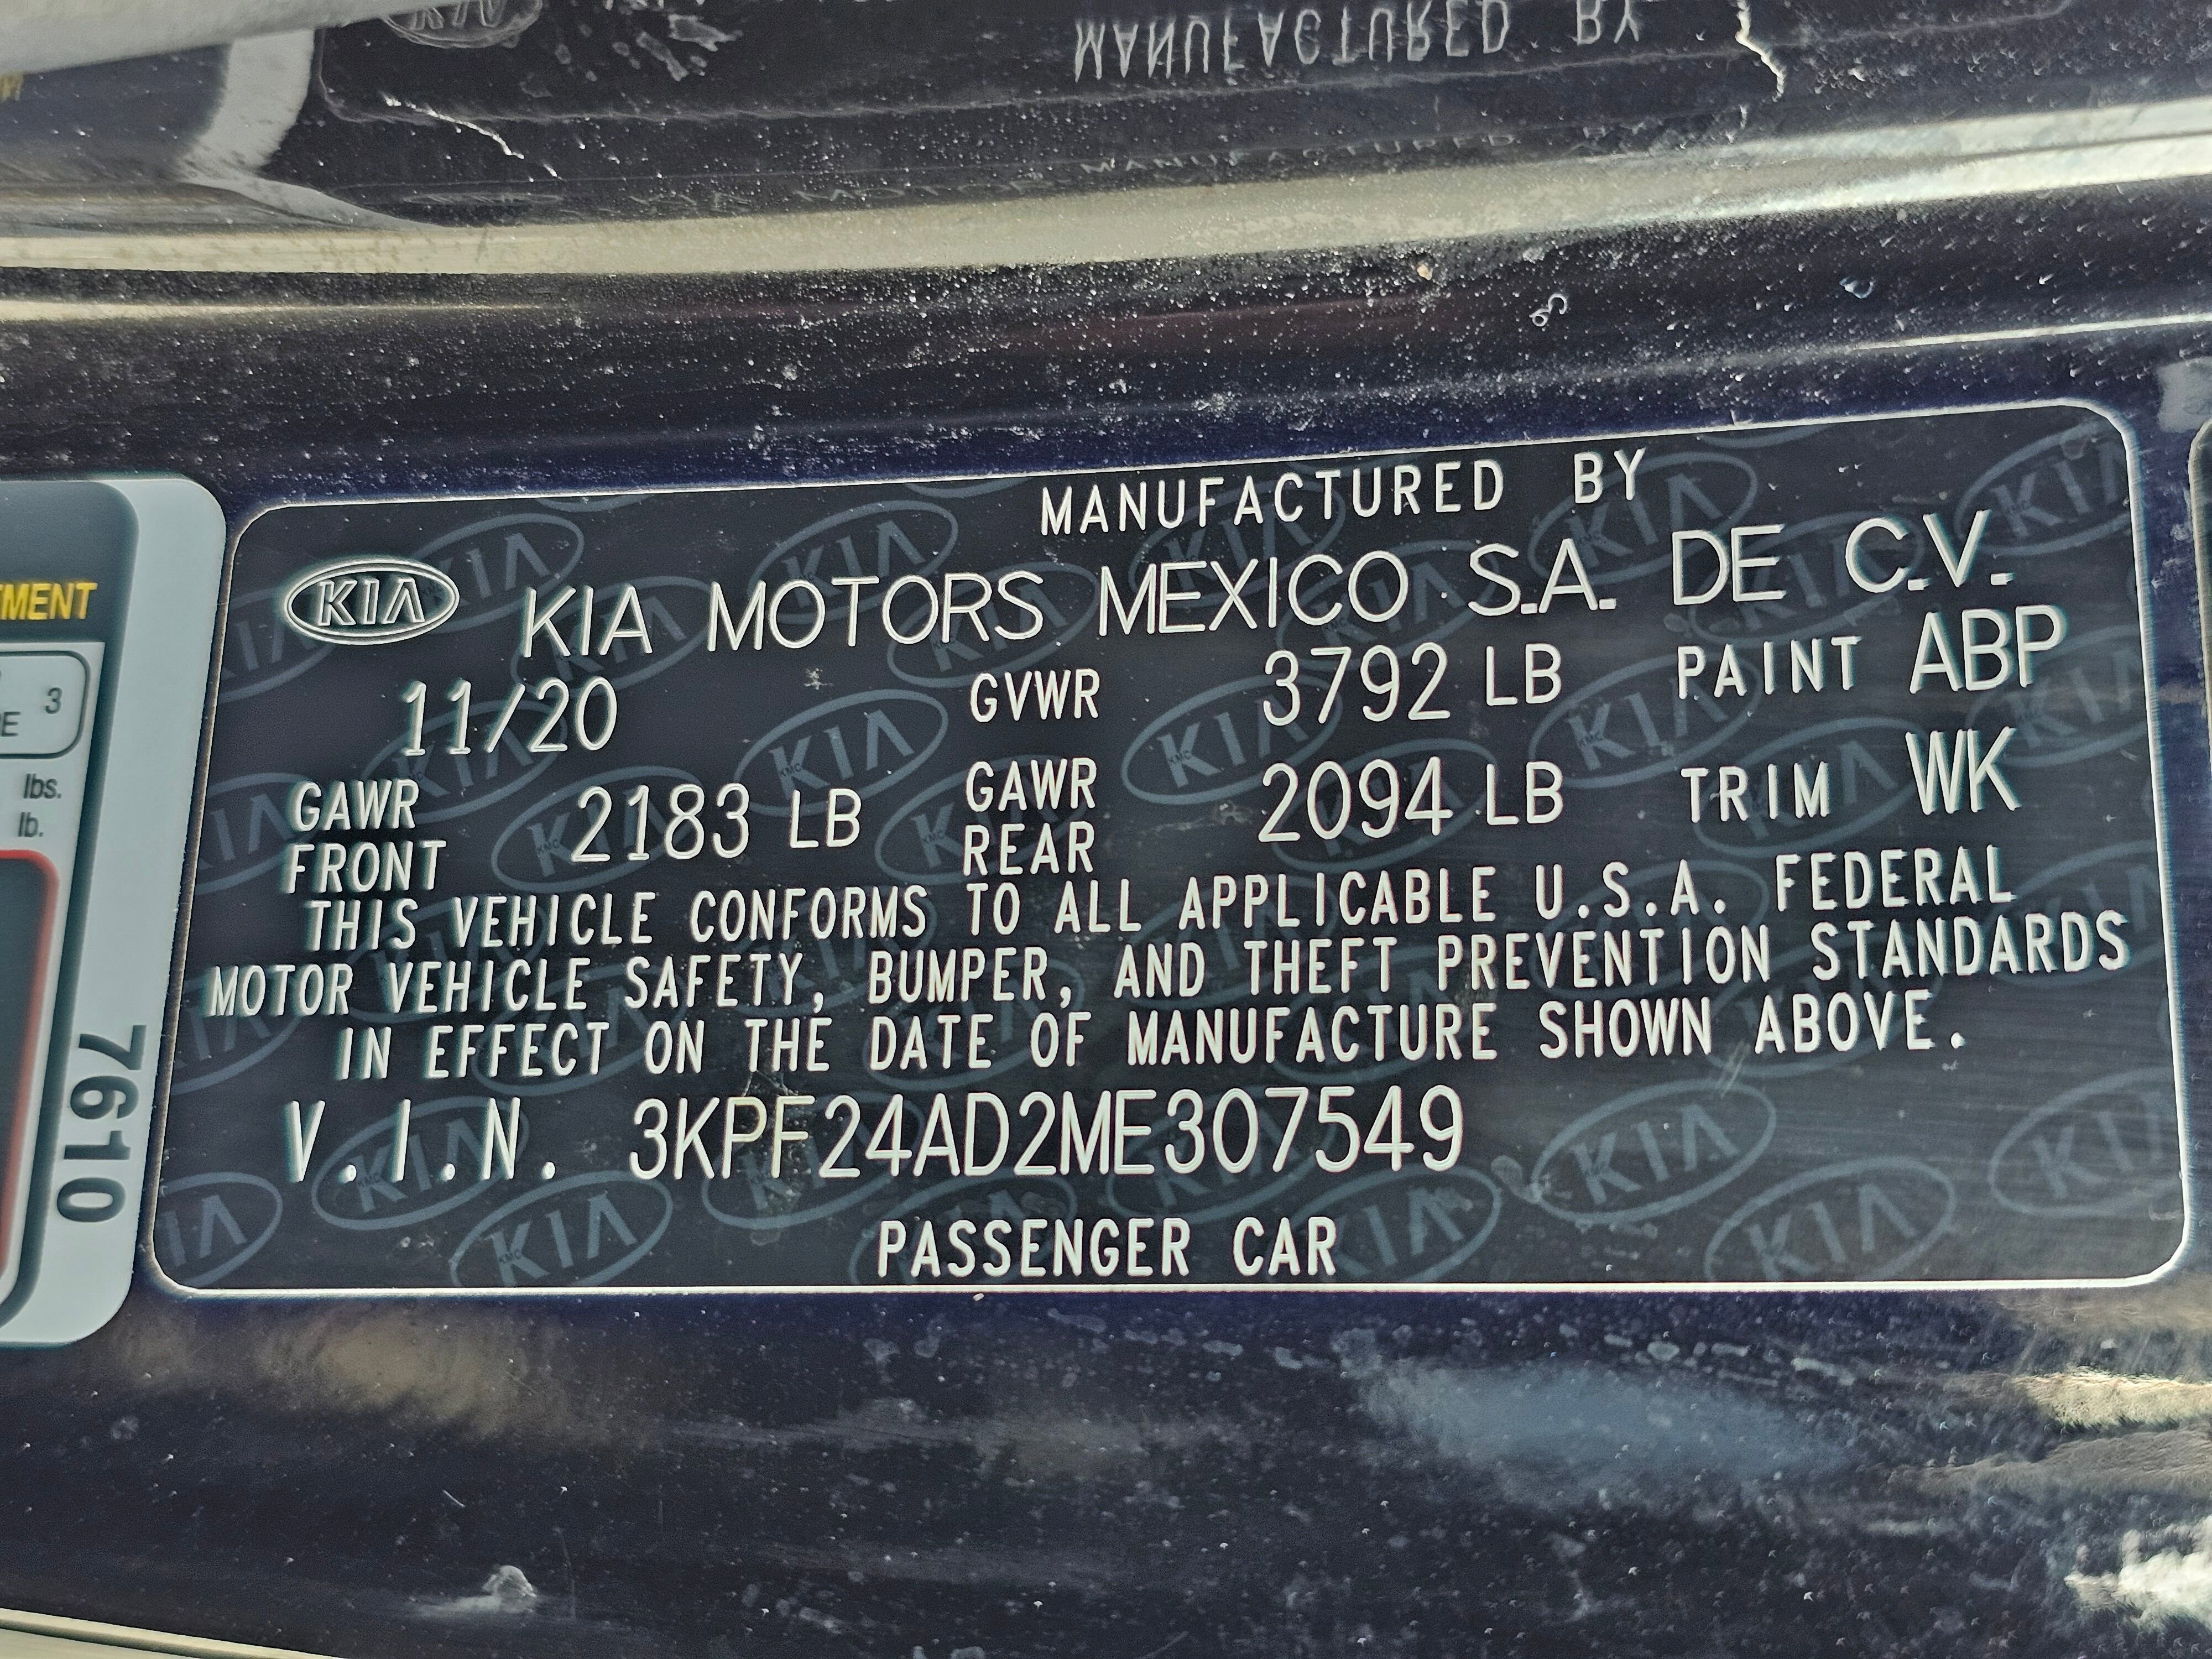 MANUFACTURED BY
KIA KIA MOTORS MEXICO S.A. DE C.V.
11/20 GVWR 3792 LB PAINT ABP
GAWR FRONT 2183 LB GAWR REAR 2094 LB TRIM WK
THIS VEHICLE CONFORMS TO ALL APPLICABLE U.S.A. FEDERAL
MOTOR VEHICLE SAFETY, BUMPER, AND THEFT PREVENTION STANDARDS
IN EFFECT ON THE DATE OF MANUFACTURE SHOWN ABOVE.
V.I.N. 3KPF24AD2ME307549
PASSENGER CAR
3
lbs.
lb.
7610
MANUFACTURED BY